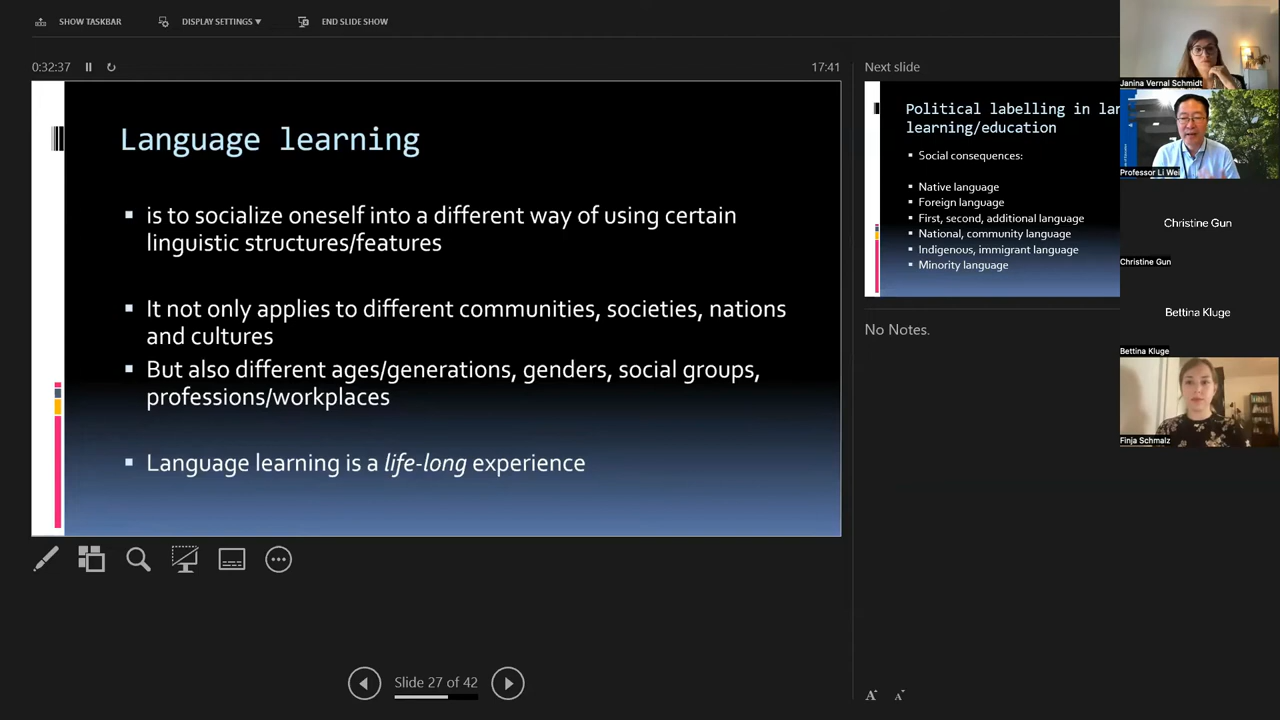 SHOW TASKBAR
DISPLAY SETTINGS ▼
END SLIDE SHOW
0:32:37
17:41
Language learning
▪ is to socialize oneself into a different way of using certain
linguistic structures/features
▪ It not only applies to different communities, societies, nations
and cultures
▪ But also different ages/generations, genders, social groups,
professions/workplaces
▪ Language learning is a life-long experience
Slide 27 of 42
Next slide
Political labelling in lan
learning/education
▪ Social consequences:
▪ Native language
▪ Foreign language
▪ First, second, additional language
▪ National, community language
▪ Indigenous, immigrant language
▪ Minority language
No Notes.
A A
Janina Vernal Schmidt
Professor Li Wei
Christine Gun
Christine Gun
Bettina Kluge
Bettina Kluge
Finja Schmalz